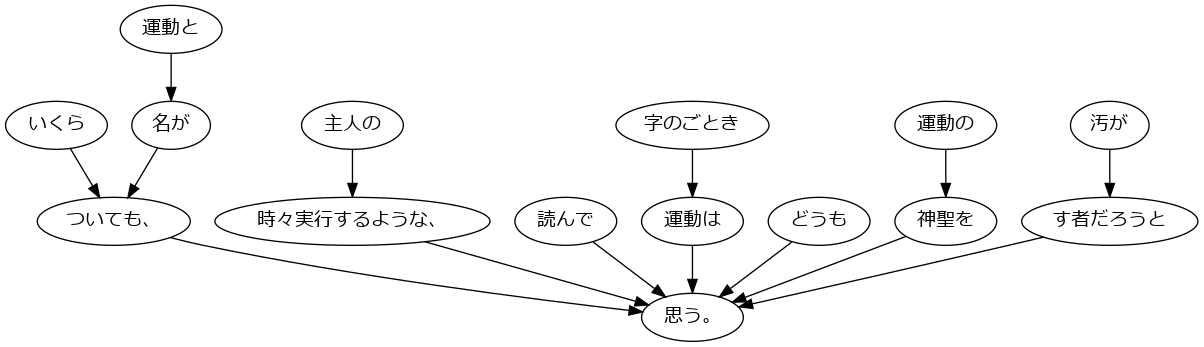 運動と
いくら
名が
主人の
字のごとき
運動の
汚が
ついても、
時々実行するような、
読んで
運動は
どうも
神聖を
す者だろうと
思う。